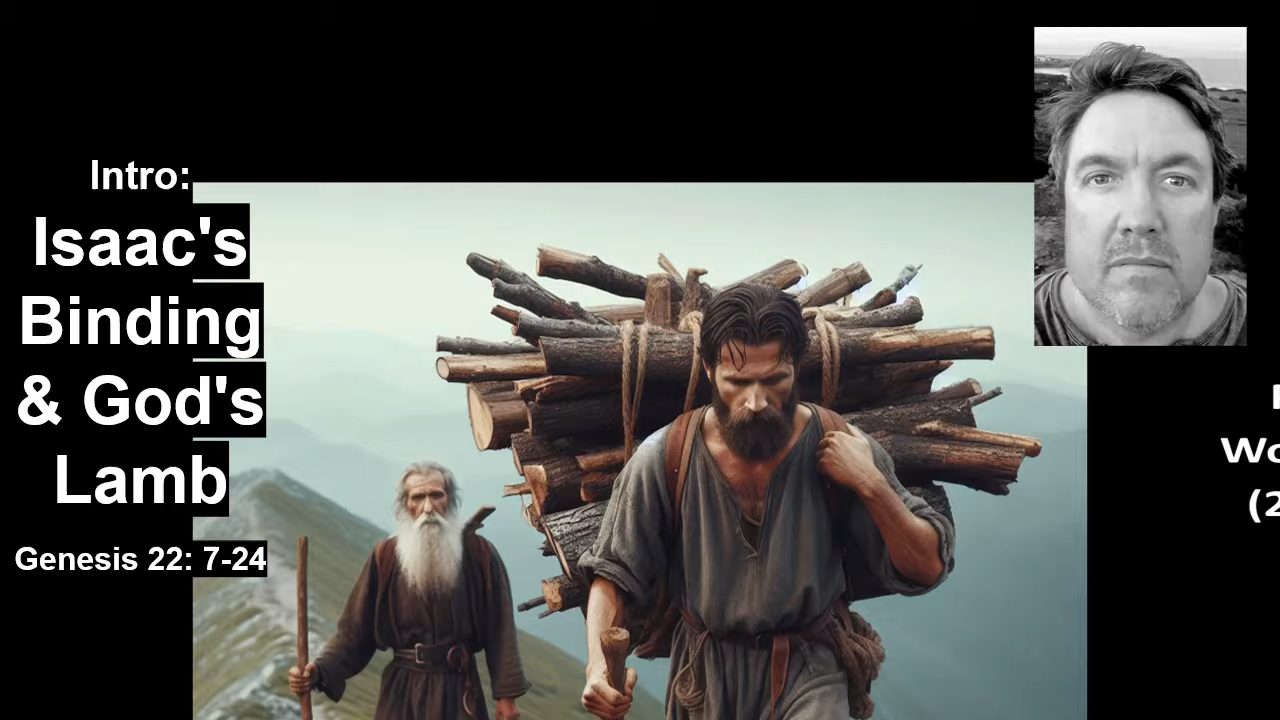 Intro:
Isaac's
Binding
& God's
Lamb
Genesis 22: 7-24